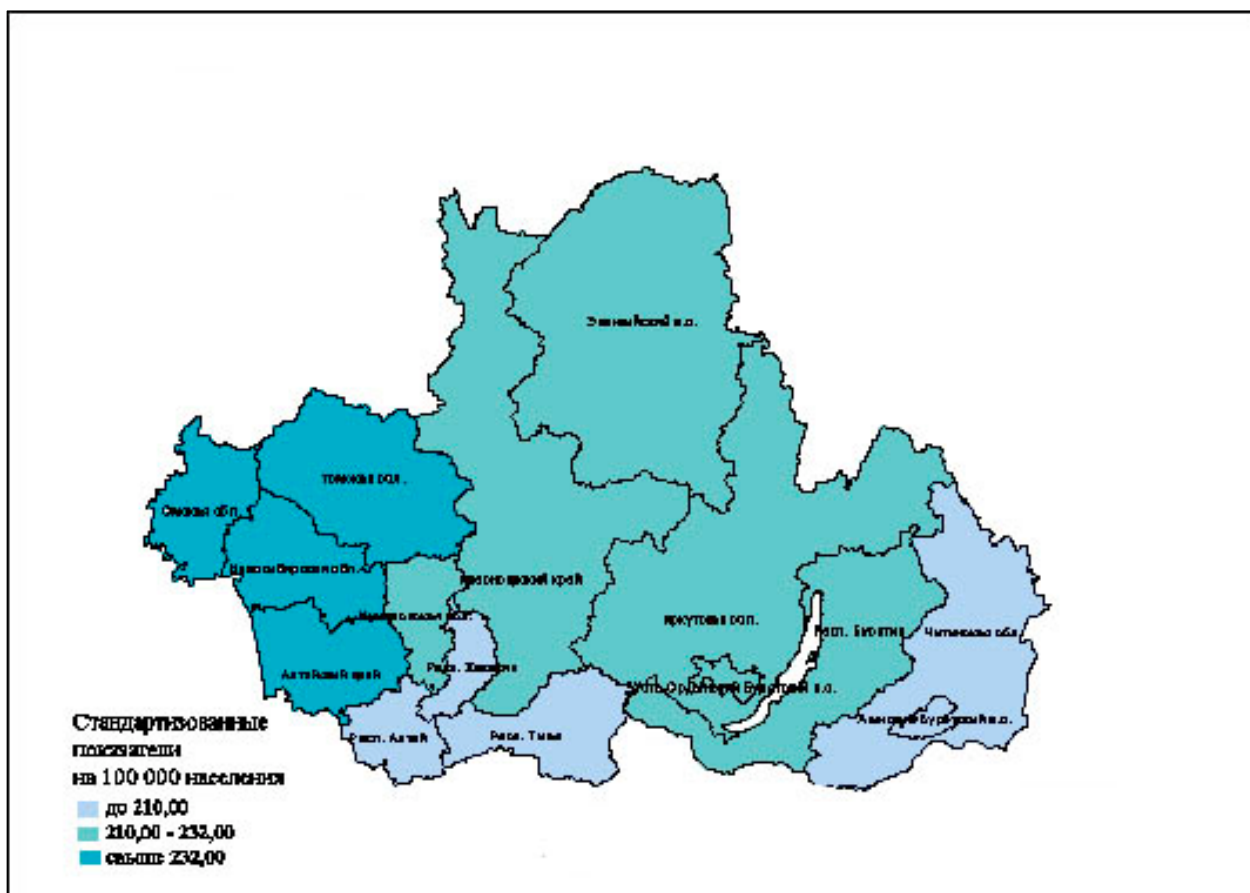 Эвенкийский а.о.
Томская обл.
Омская обл.
Новосибирская обл.
Красноярский край
Кемеровская обл.
Иркутская обл.
Респ. Бурятия
Читинская обл.
Респ. Хакасия
Алтайский край
Усть-Ордынский Бурятский а.о.
Агинский Бурятский а.о.
Респ. Алтай
Респ. Тыва
Стандартизованные
показатели
на 100 000 населения
до 210,00
210,00 - 232,00
свыше 232,00